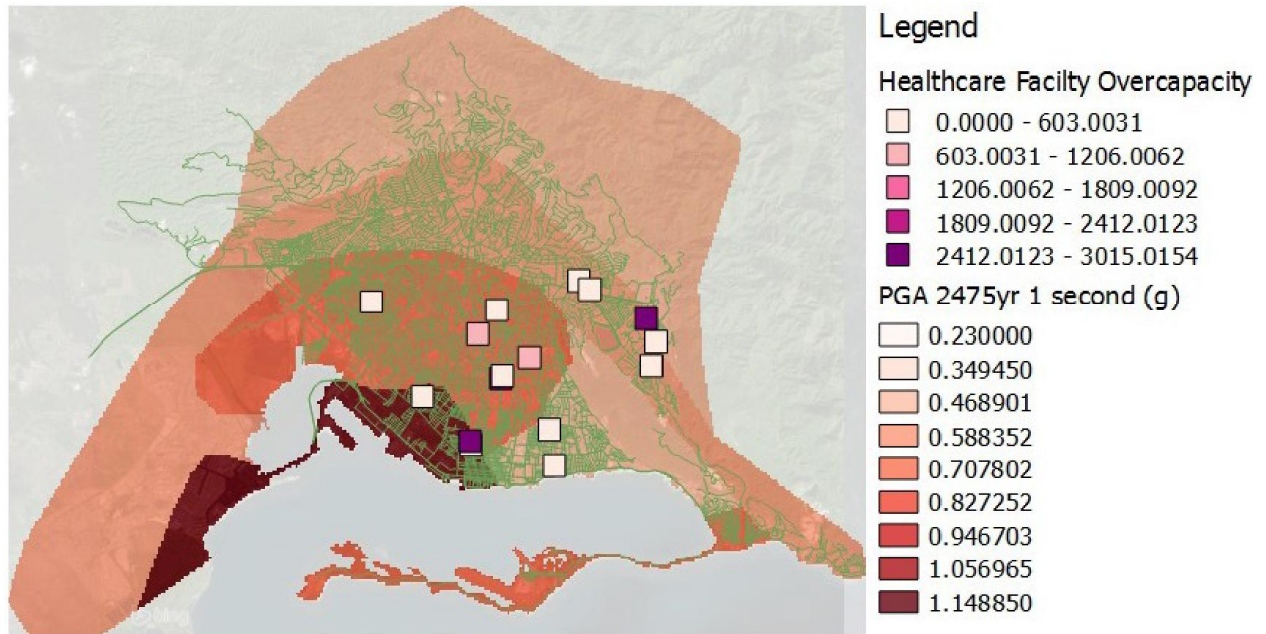 Legend
Healthcare Facilty Overcapacity
0.0000 - 603.0031
603.0031 - 1206.0062
1206.0062 - 1809.0092
1809.0092 - 2412.0123
2412.0123 - 3015.0154
PGA 2475yr 1 second (g)
0.230000
0.349450
0.468901
0.588352
0.707802
0.827252
0.946703
1.056965
1.148850